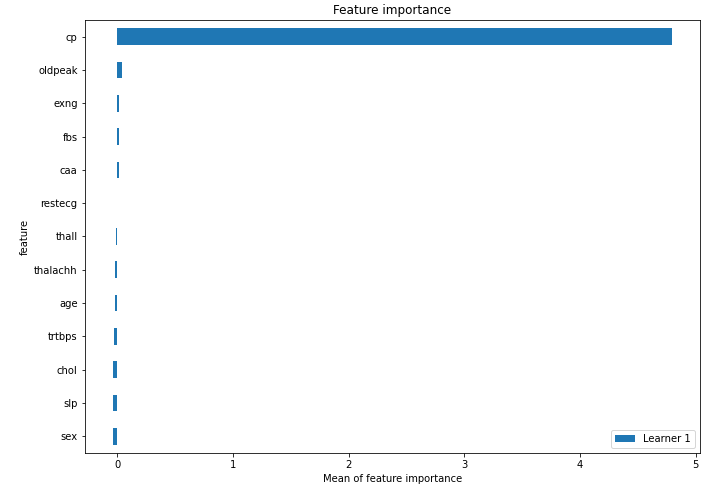 Feature importance
cp
oldpeak
exng
fbs
caa
restecg
thall
thalachh
age
trtbps
chol
slp
sex
feature
0 1 2 3 4 5
Mean of feature importance
Learner 1